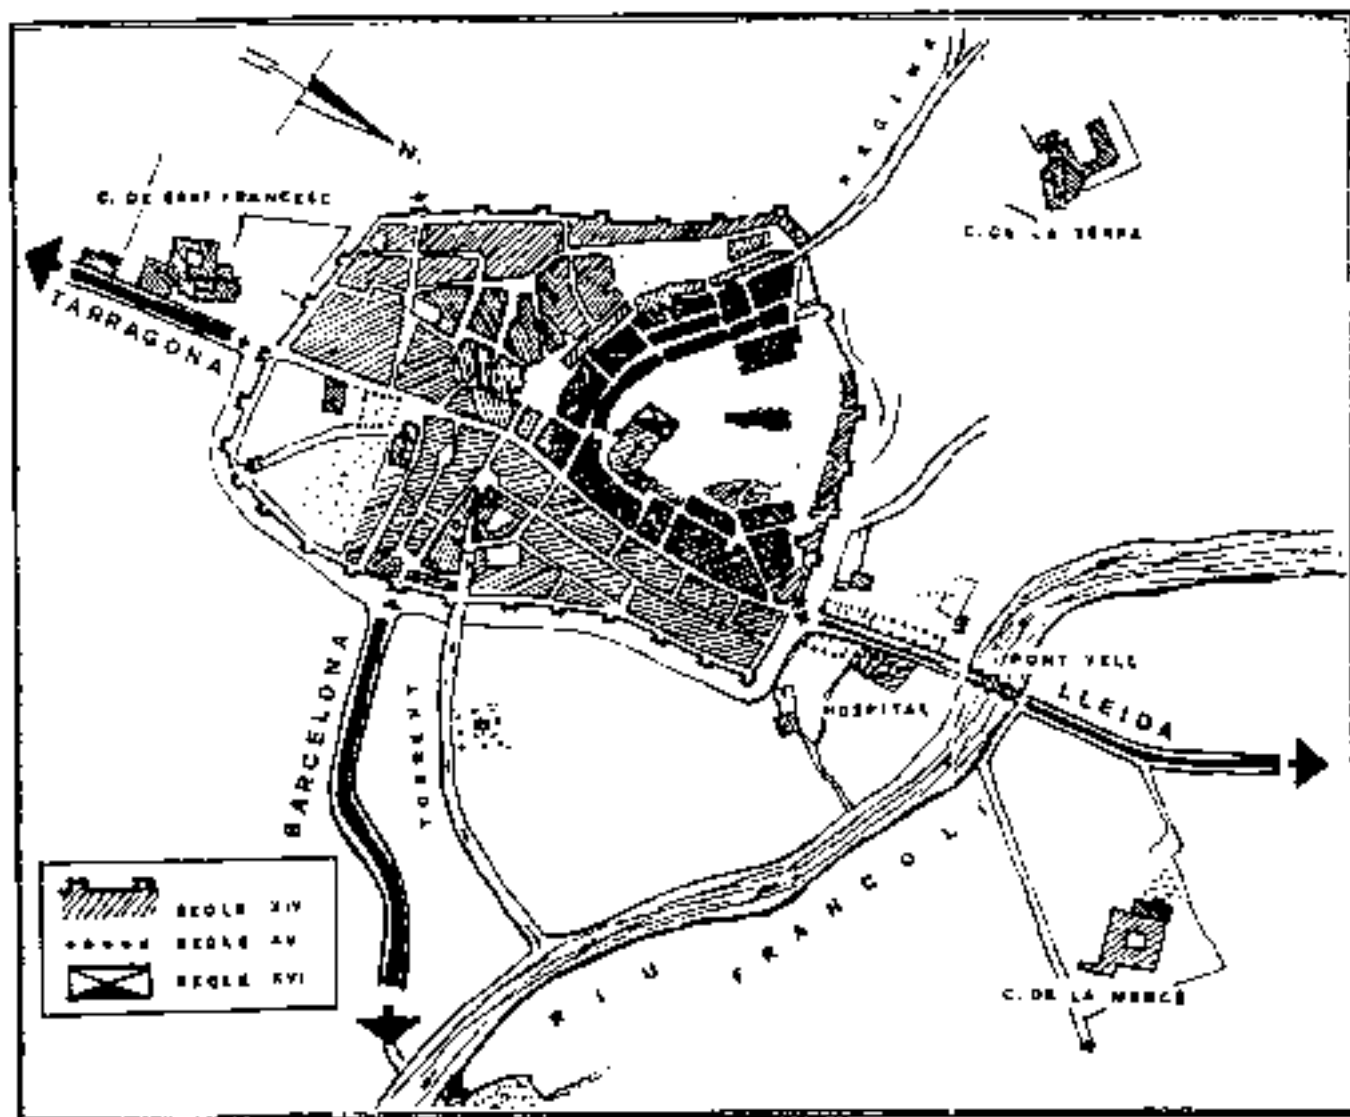 N.
C. DE SANT FRANCESC
C. DE LA SERRA
TARRAGONA
PONT VELL
LLEIDA
HOSPITAL
BARCELONA
TORRENT
RIU FRANCOLI
SEGLE XIV
SEGLE XV
SEGLE XVI
C. DE LA MERCÈ